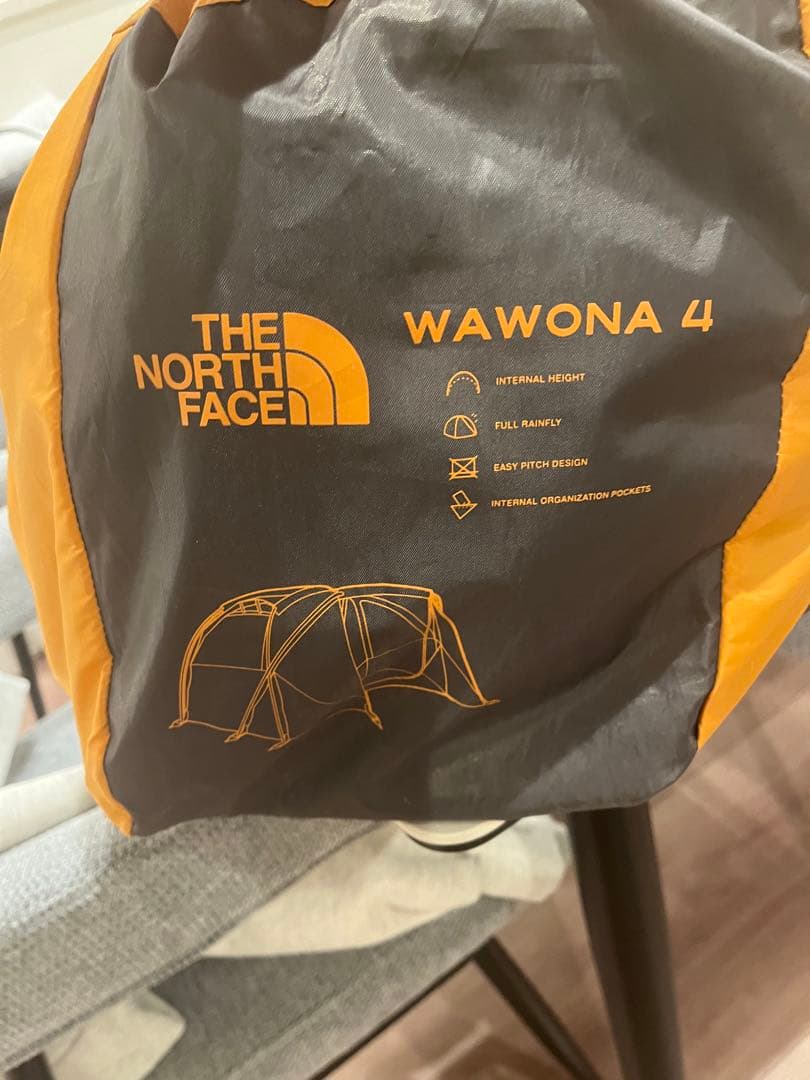 THE
NORTH
FACE
WAWONA 4
INTERNAL HEIGHT
FULL RAINFLY
EASY PITCH DESIGN
INTERNAL ORGANIZATION POCKETS